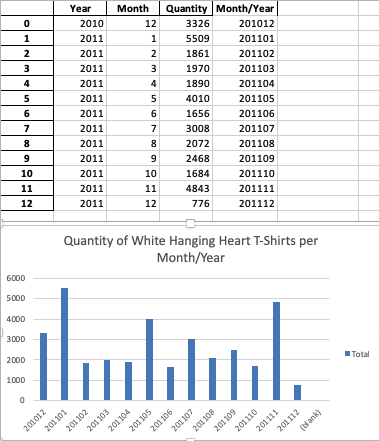 Year Month Quantity Month/Year
0 2010 12 3326 201012
1 2011 1 5509 201101
2 2011 2 1861 201102
3 2011 3 1970 201103
4 2011 4 1890 201104
5 2011 5 4010 201105
6 2011 6 1656 201106
7 2011 7 3008 201107
8 2011 8 2072 201108
9 2011 9 2468 201109
10 2011 10 1684 201110
11 2011 11 4843 201111
12 2011 12 776 201112
Quantity of White Hanging Heart T-Shirts per
Month/Year
6000
5000
4000
3000
2000
1000
0
201012 201101 201102 201103 201104 201105 201106 201107 201108 201109 201110 201111 201112 (blank)
Total